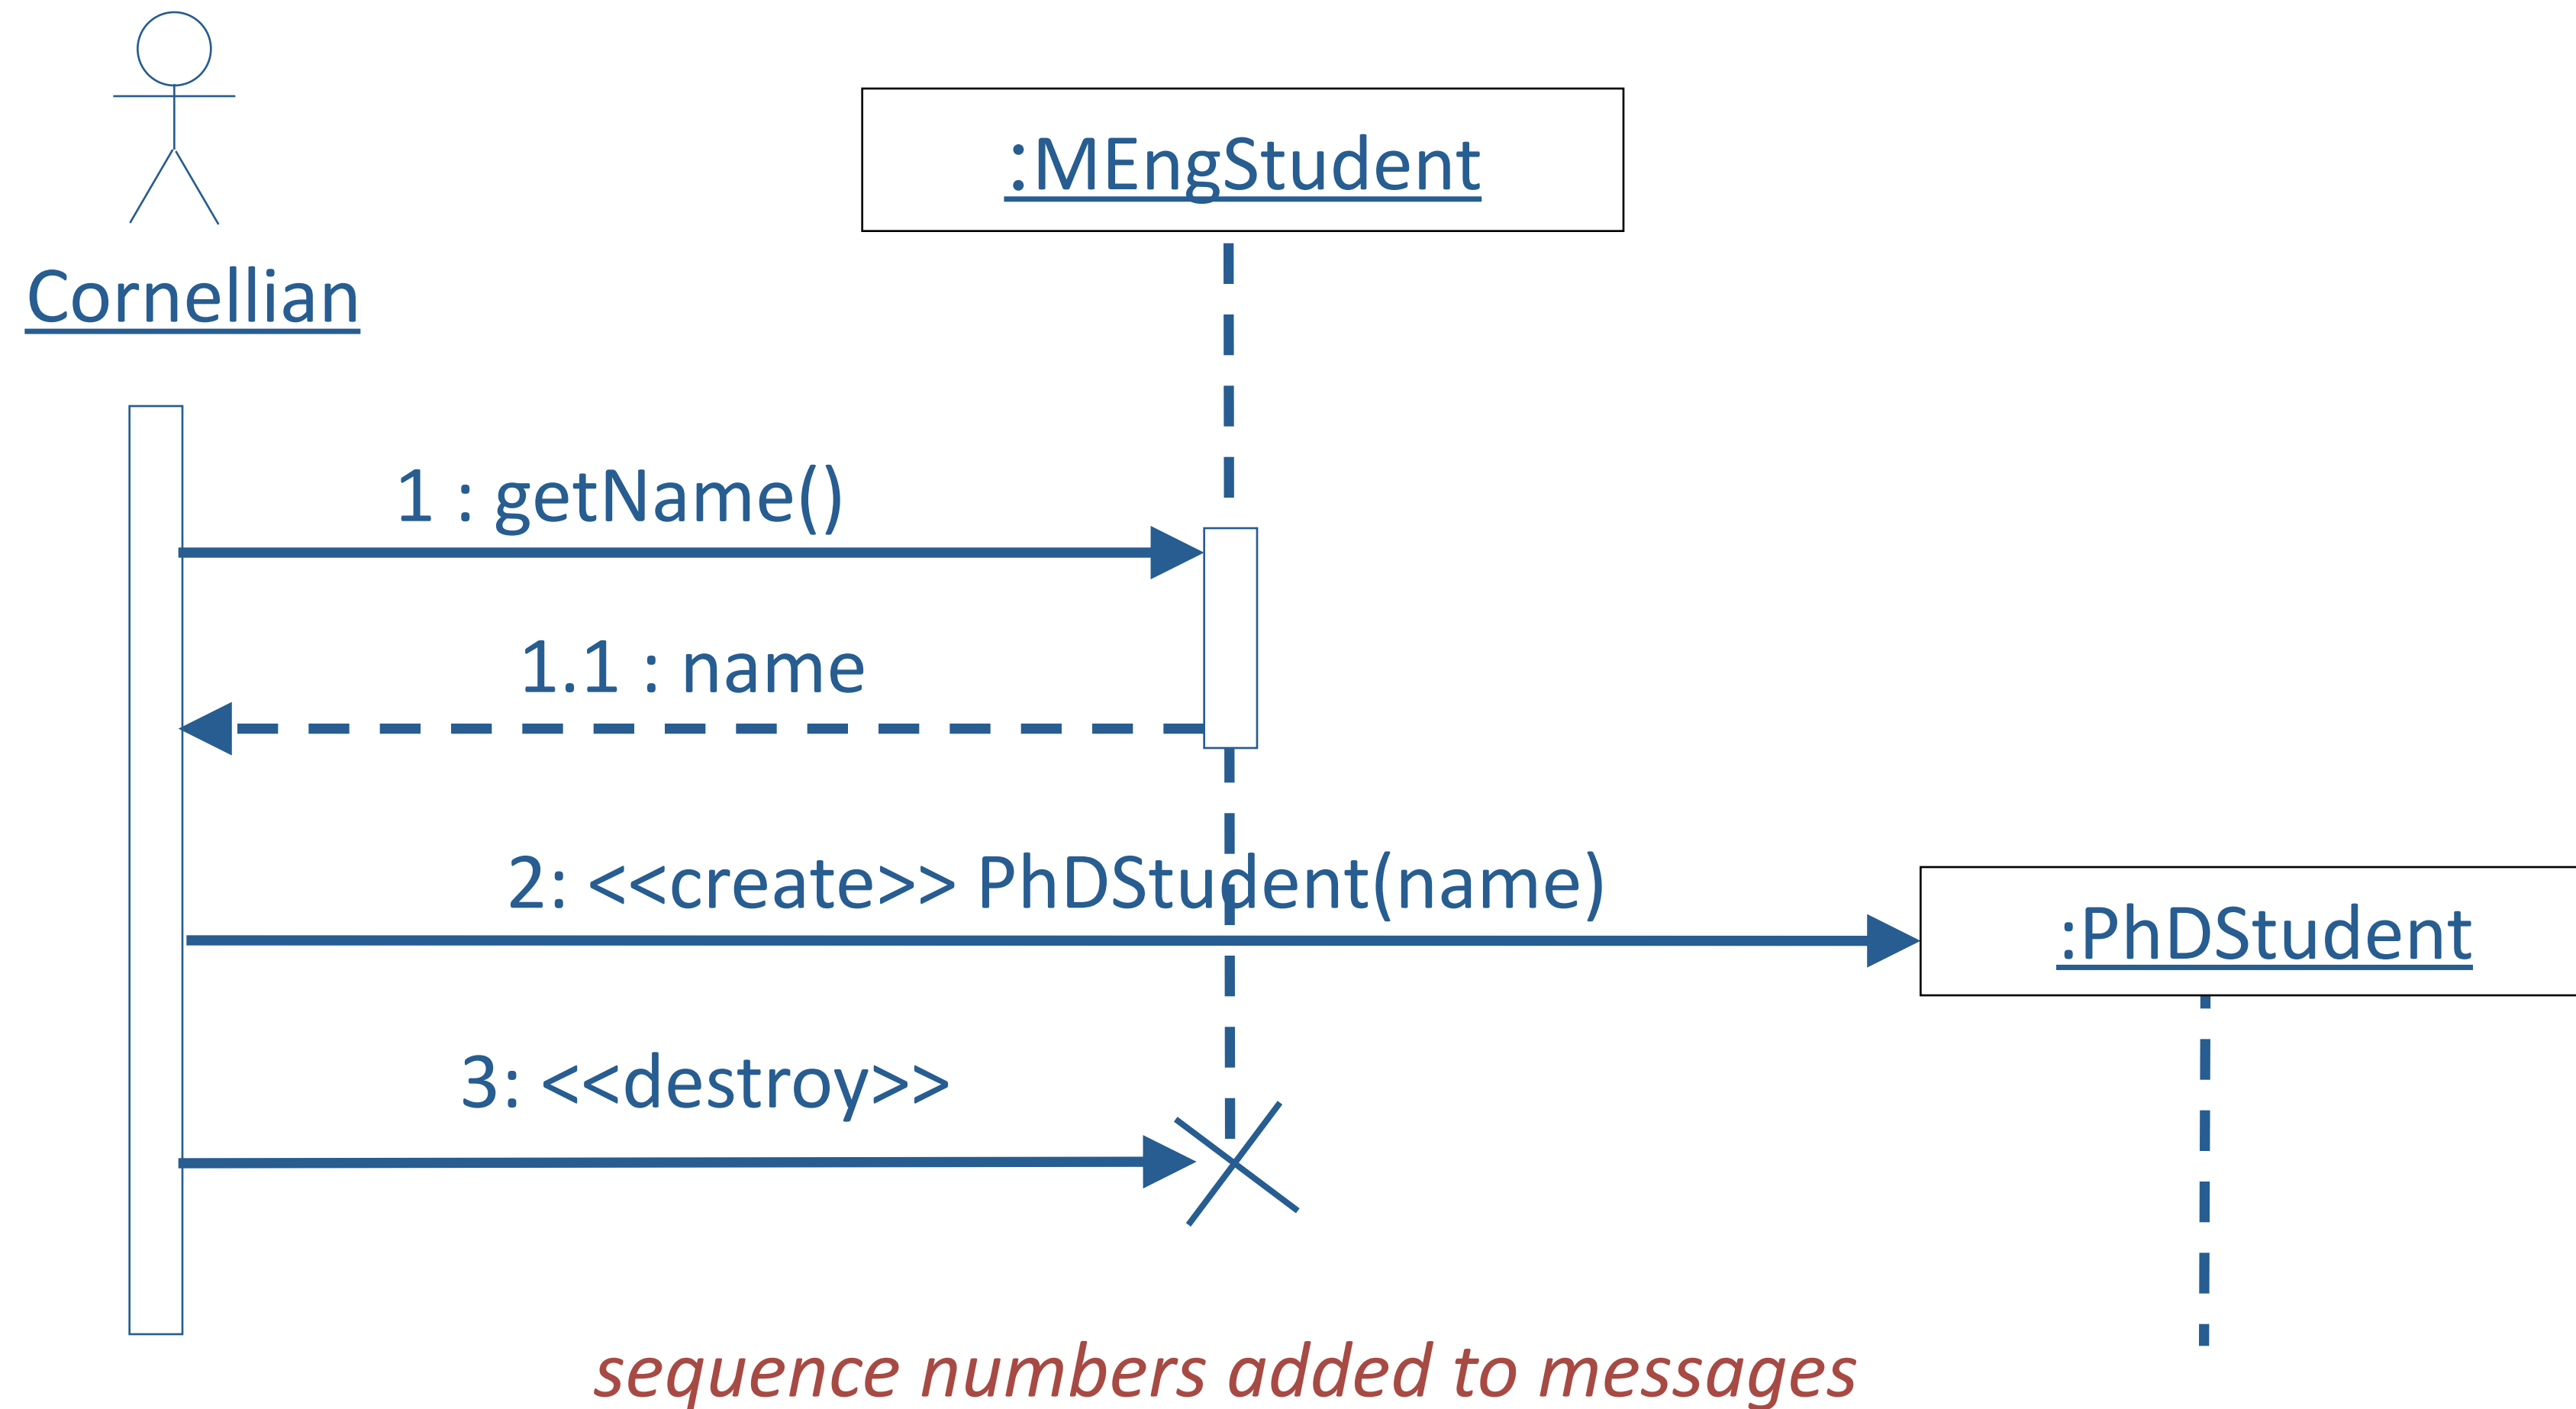 :MEngStudent
Cornellian
1 : getName()
1.1 : name
2: <<create>> PhDStudent(name)
:PhDStudent
3: <<destroy>>
sequence numbers added to messages